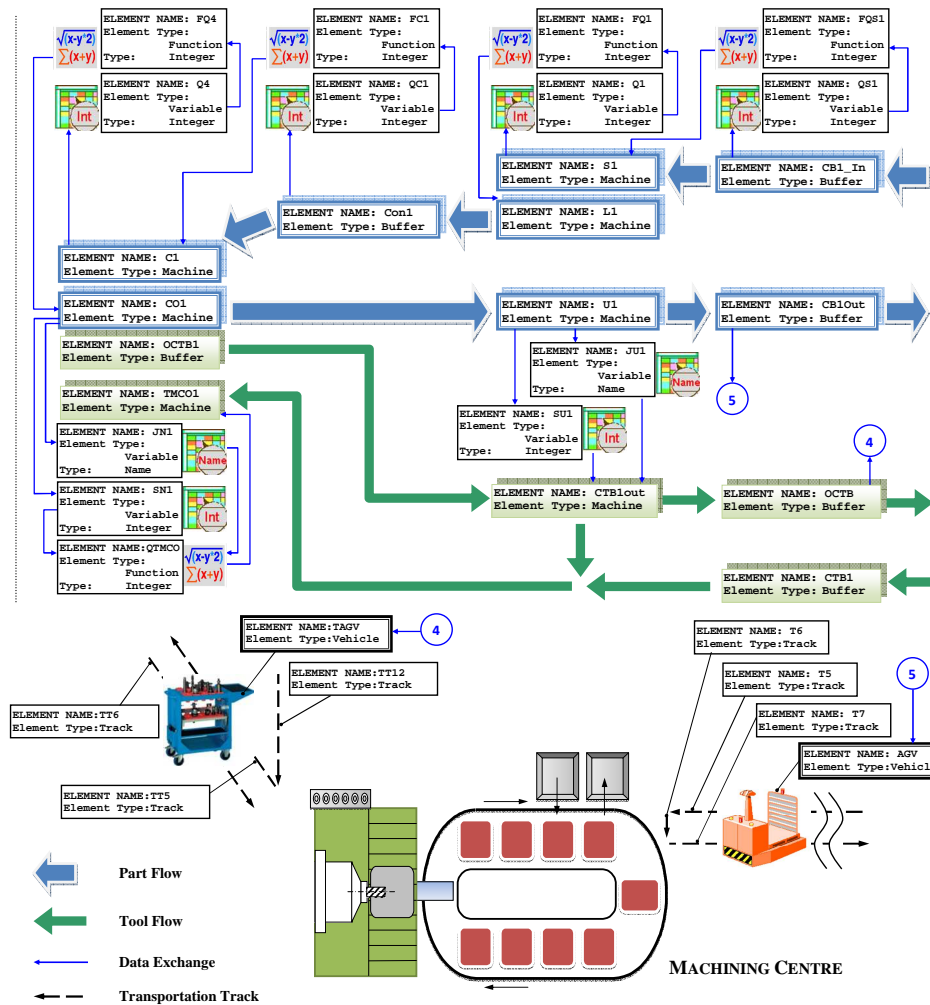 ELEMENT NAME: FQ4
Element Type:
Function
Type: Integer
√(x-y*2)
∑(x+y)
ELEMENT NAME: FC1
Element Type:
Function
Type: Integer
√(x-y*2)
∑(x+y)
ELEMENT NAME: FQ1
Element Type:
Function
Type: Integer
√(x-y*2)
∑(x+y)
ELEMENT NAME: FQS1
Element Type:
Function
Type: Integer
√(x-y*2)
∑(x+y)
ELEMENT NAME: Q4
Element Type:
Variable
Type: Integer
Int
ELEMENT NAME: QC1
Element Type:
Variable
Type: Integer
Int
ELEMENT NAME: Q1
Element Type:
Variable
Type: Integer
Int
ELEMENT NAME: QS1
Element Type:
Variable
Type: Integer
Int
ELEMENT NAME: S1
Element Type: Machine
ELEMENT NAME: CB1_In
Element Type: Buffer
ELEMENT NAME: Con1
Element Type: Buffer
ELEMENT NAME: L1
Element Type: Machine
ELEMENT NAME: C1
Element Type: Machine
ELEMENT NAME: CO1
Element Type: Machine
ELEMENT NAME: U1
Element Type: Machine
ELEMENT NAME: CB1Out
Element Type: Buffer
ELEMENT NAME: OCTB1
Element Type: Buffer
ELEMENT NAME: JU1
Element Type:
Variable
Type: Name
Name
5
ELEMENT NAME: TMCO1
Element Type: Machine
ELEMENT NAME: SU1
Element Type:
Variable
Type: Integer
Int
ELEMENT NAME: JN1
Element Type:
Variable
Type: Name
Name
4
ELEMENT NAME: SN1
Element Type:
Variable
Type: Integer
Int
ELEMENT NAME: CTB1out
Element Type: Machine
ELEMENT NAME: OCTB
Element Type: Buffer
ELEMENT NAME:QTMCO
Element Type:
Function
Type: Integer
√(x-y*2)
∑(x+y)
ELEMENT NAME: CTB1
Element Type: Buffer
ELEMENT NAME:TAGV
Element Type:Vehicle
4
ELEMENT NAME: T6
Element Type:Track
ELEMENT NAME:TT12
Element Type:Track
ELEMENT NAME: T5
Element Type:Track
5
ELEMENT NAME:TT6
Element Type:Track
ELEMENT NAME: T7
Element Type:Track
ELEMENT NAME: AGV
Element Type:Vehicl
ELEMENT NAME:TT5
Element Type:Track
Part Flow
Tool Flow
Data Exchange
Transportation Track
MACHINING CENTRE